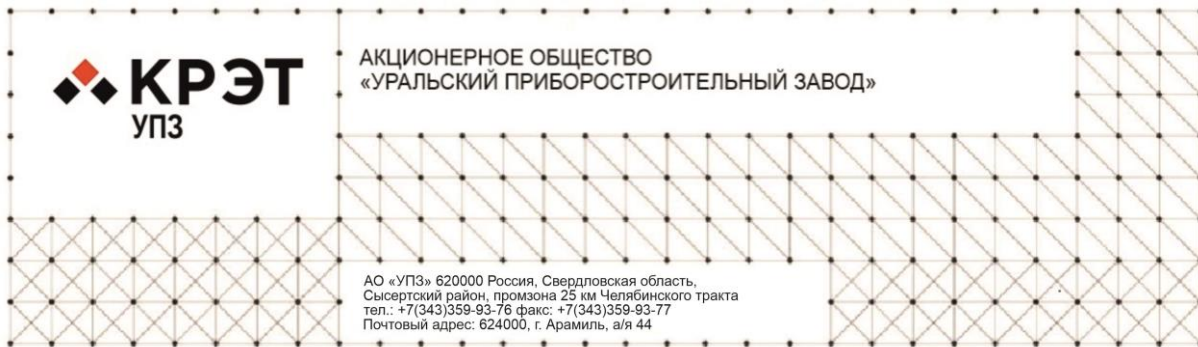 КРЭТ
УПЗ
АКЦИОНЕРНОЕ ОБЩЕСТВО
«УРАЛЬСКИЙ ПРИБОРОСТРОИТЕЛЬНЫЙ ЗАВОД»
АО «УПЗ» 620000 Россия, Свердловская область,
Сысертский район, промзона 25 км Челябинского тракта
тел.: +7(343)359-93-76 факс: +7(343)359-93-77
Почтовый адрес: 624000, г. Арамиль, а/я 44